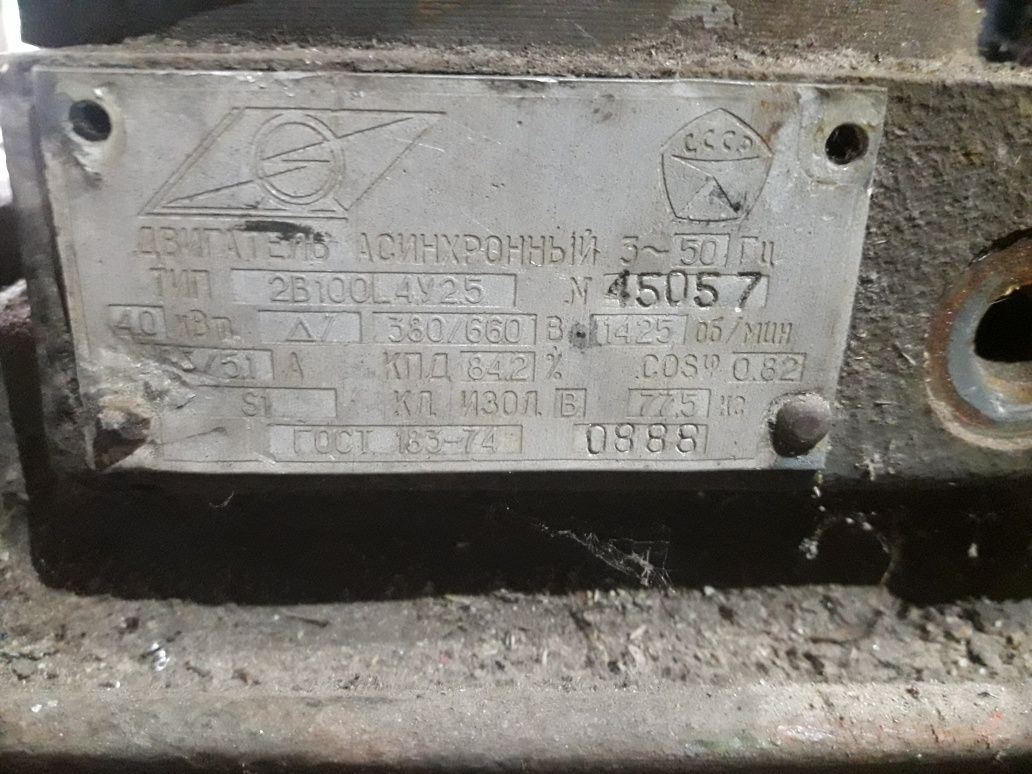 СССР
ДВИГАТЕЛЬ АСИНХРОННЫЙ 3~ 50 Гц
ТИП 2В100L4У2.5 № 45057
4.0 кВт Δ/Y 380/660 В 1425 об/мин
/5.1 А КПД 84.2 % COSφ 0.82
S1 КЛ. ИЗОЛ. В 77.5 кг
ГОСТ 183-74 0888